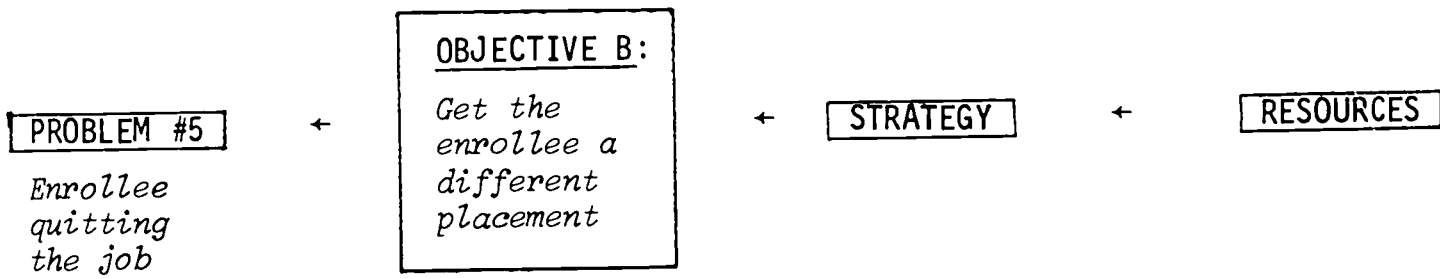 PROBLEM #5
Enrollee
quitting
the job
←
OBJECTIVE B:
Get the
enrollee a
different
placement
←
STRATEGY
←
RESOURCES